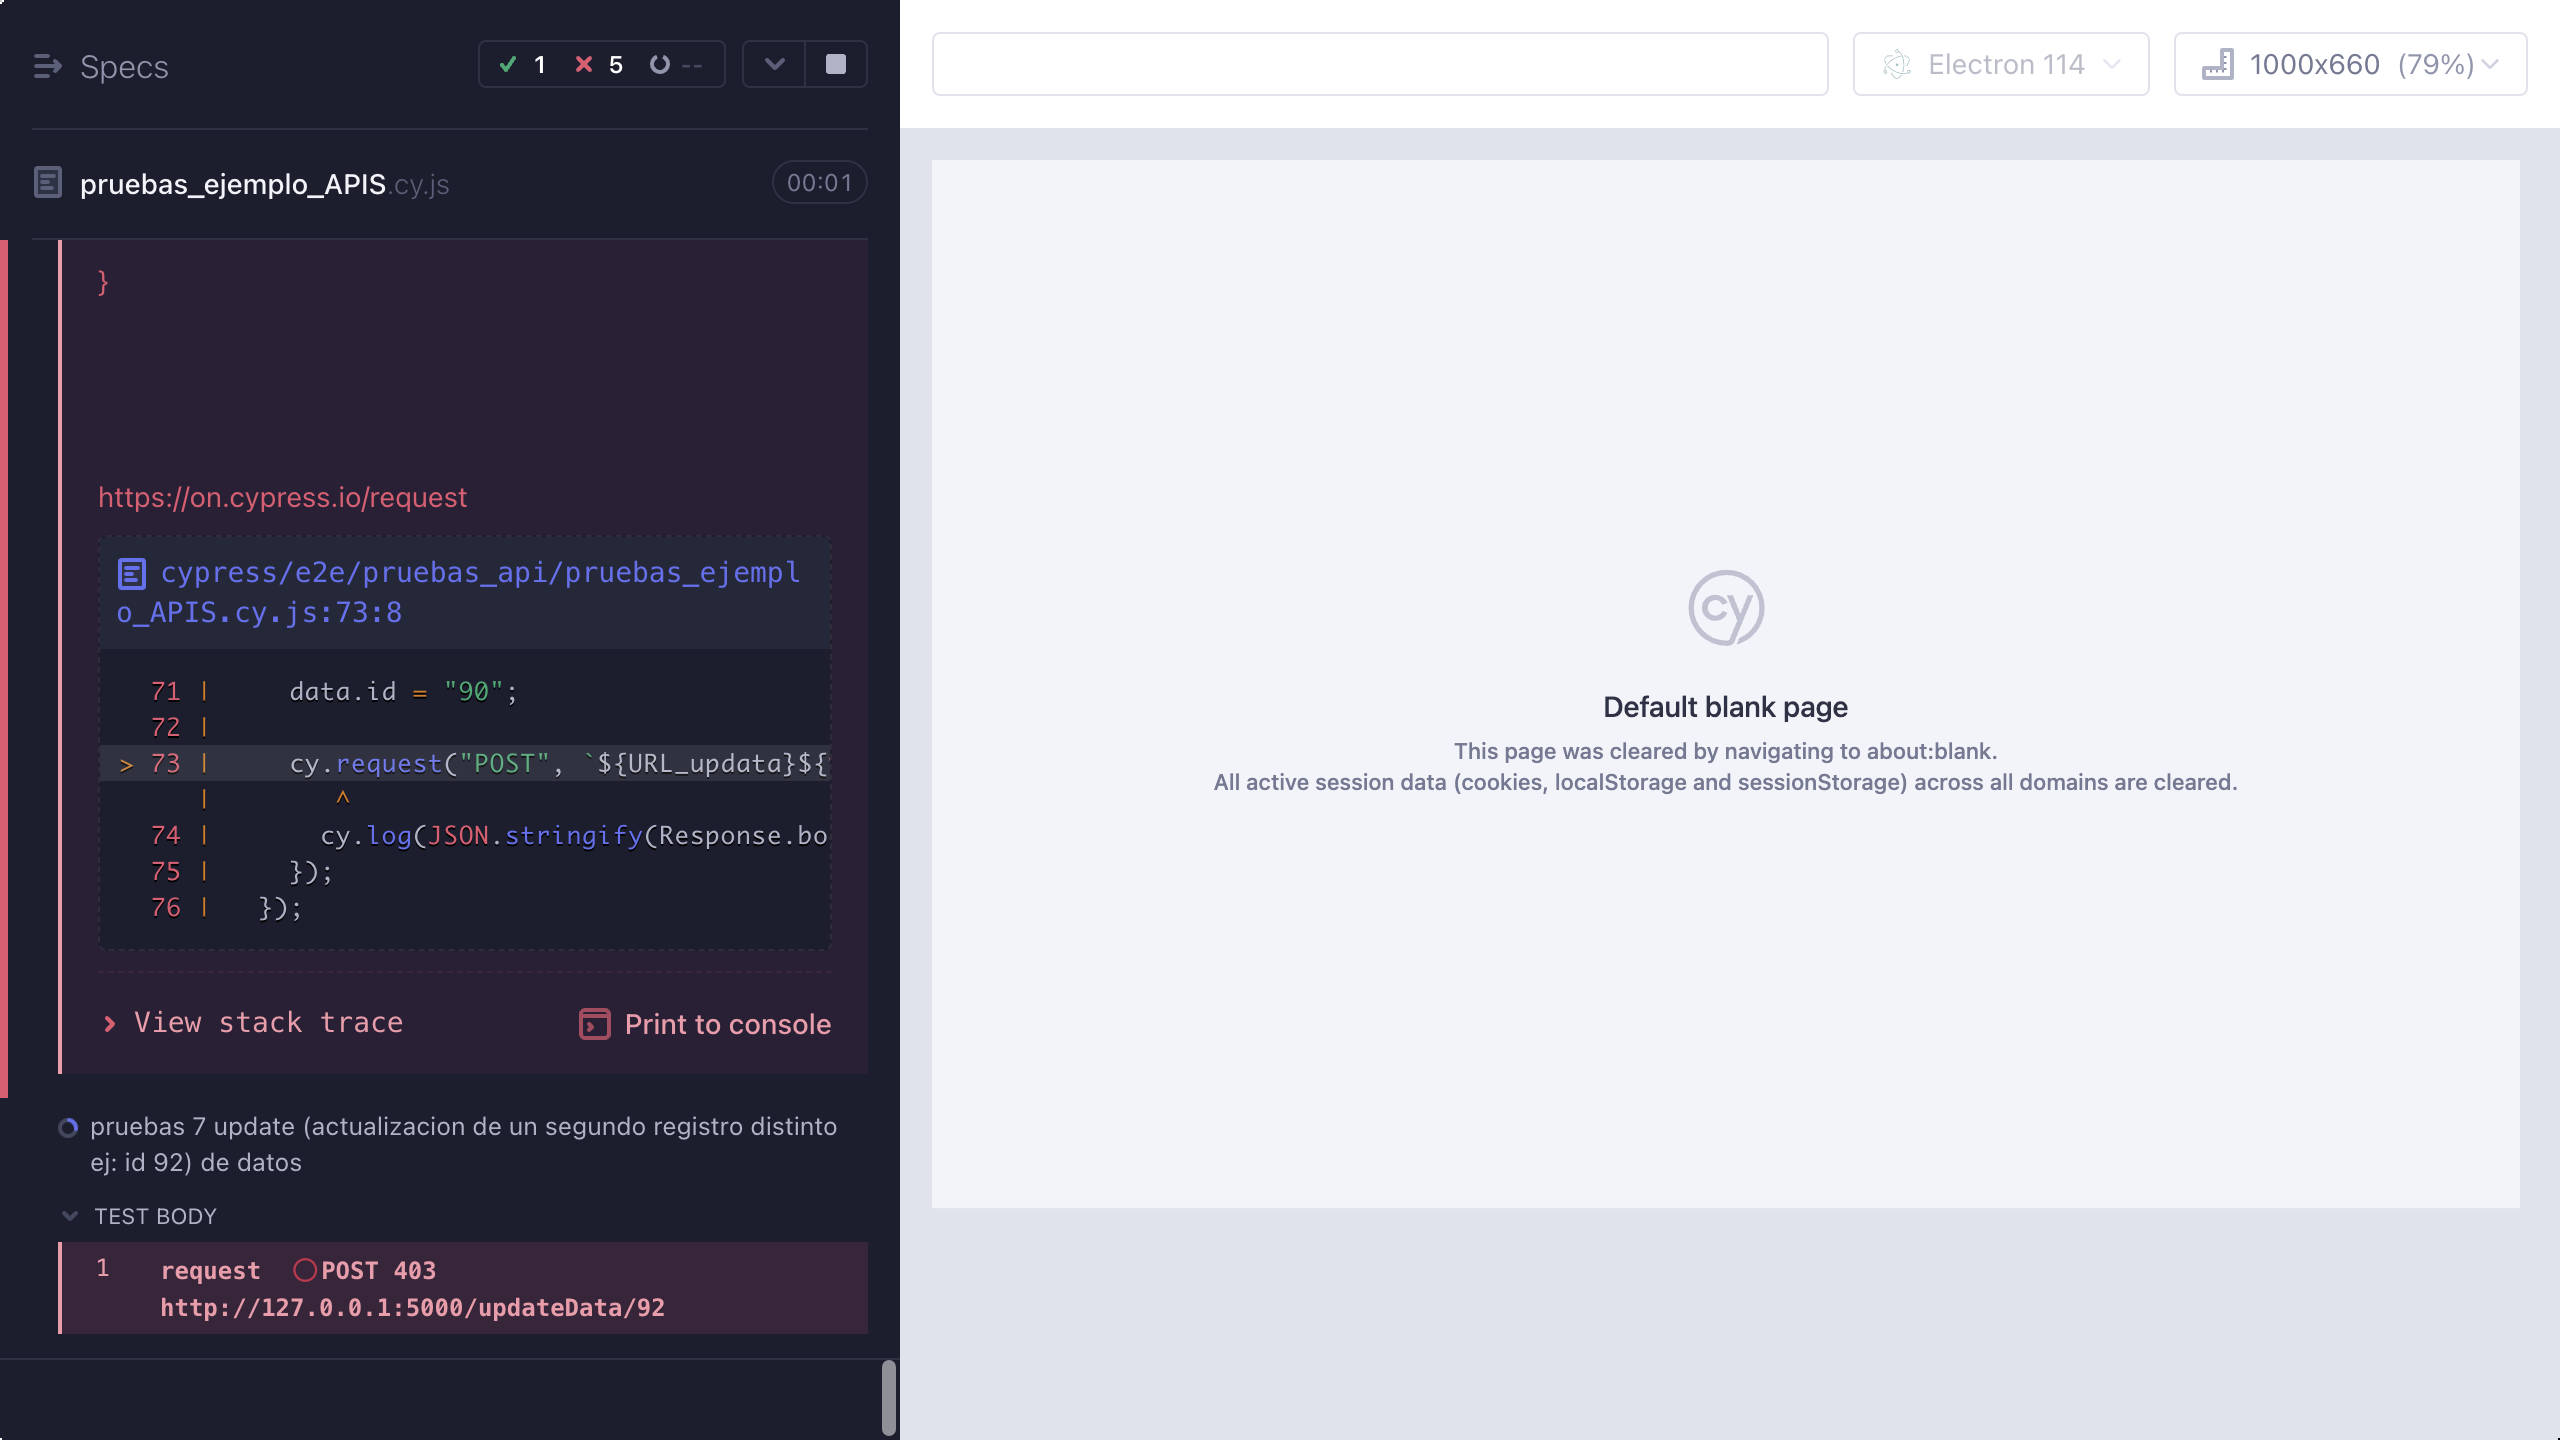 Specs
1 5 --
pruebas_ejemplo_APIS.cy.js
00:01
}
https://on.cypress.io/request
cypress/e2e/pruebas_api/pruebas_ejempl
o_APIS.cy.js:73:8
71 | data.id = "90";
72 |
> 73 | cy.request("POST", `${URL_updata}${
| ^
74 | cy.log(JSON.stringify(Response.bo
75 | });
76 | });
View stack trace
Print to console
pruebas 7 update (actualizacion de un segundo registro distinto
ej: id 92) de datos
TEST BODY
1 request POST 403
http://127.0.0.1:5000/updateData/92
Electron 114
1000x660 (79%)
cy
Default blank page
This page was cleared by navigating to about:blank.
All active session data (cookies, localStorage and sessionStorage) across all domains are cleared.